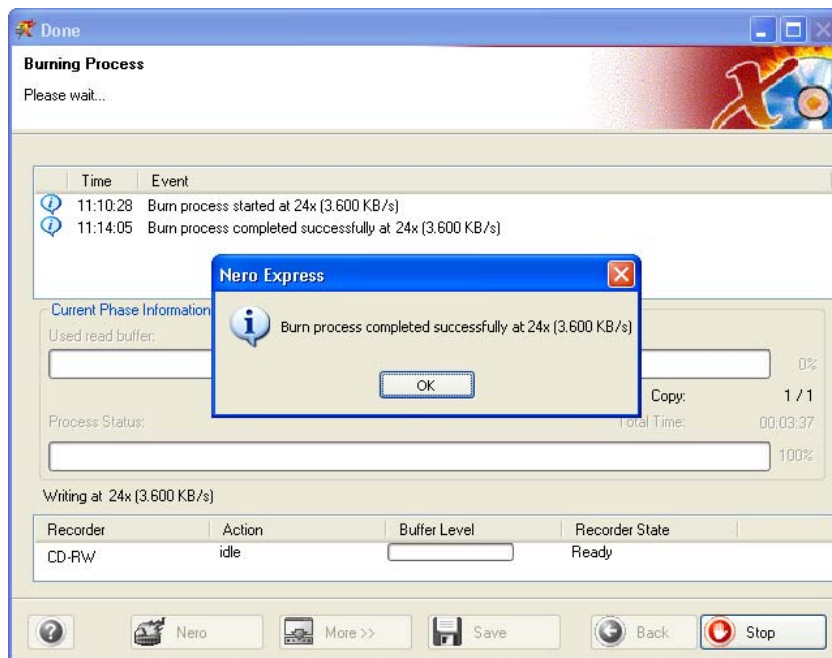 Done
Burning Process
Please wait...
Time Event
11:10:28 Burn process started at 24x (3.600 KB/s)
11:14:05 Burn process completed successfully at 24x (3.600 KB/s)
Nero Express
Burn process completed successfully at 24x (3.600 KB/s)
OK
Current Phase Information
Used read buffer:
0%
Copy: 1 / 1
Process Status:
Total Time: 00:03:37
100%
Writing at 24x (3.600 KB/s)
Recorder Action Buffer Level Recorder State
CD-RW idle Ready
Nero More >> Save Back Stop